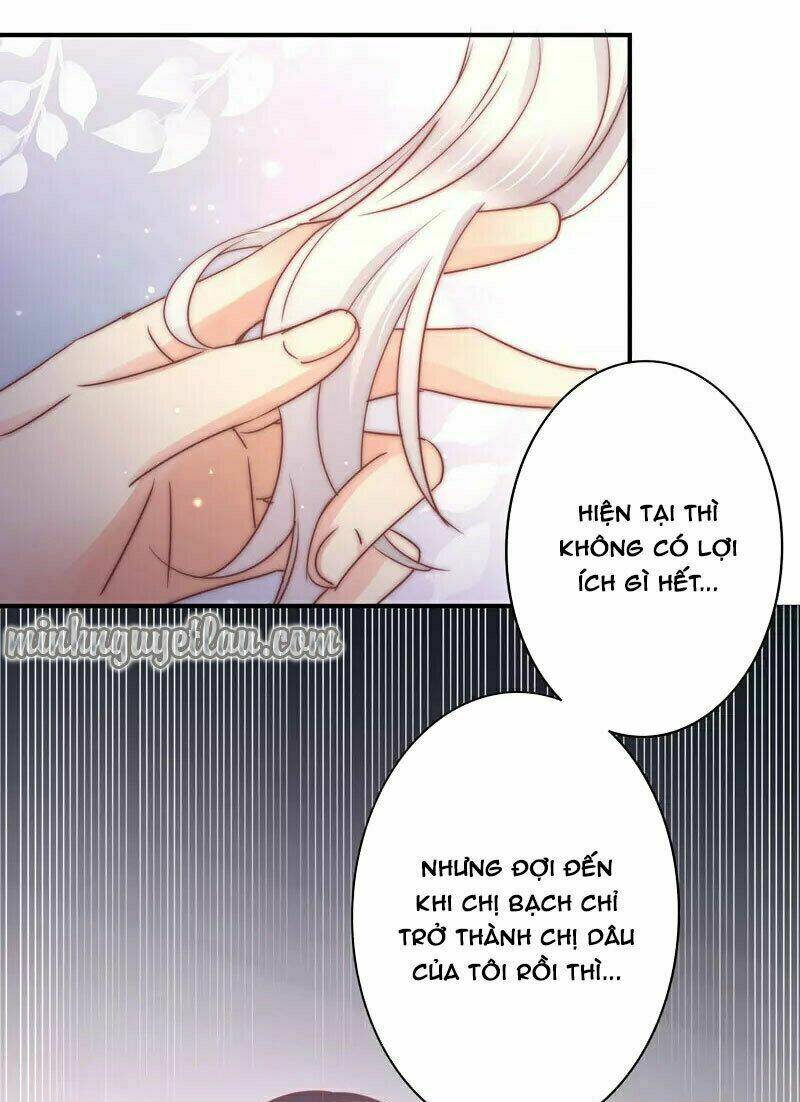 HIỆN TẠI THÌ
KHÔNG CÓ LỢI
ÍCH GÌ HẾT...
minhnguyetlau.com
NHƯNG ĐỢI ĐẾN
KHI CHỊ BẠCH CHỈ
TRỞ THÀNH CHỊ DÂU
CỦA TÔI RỒI THÌ...